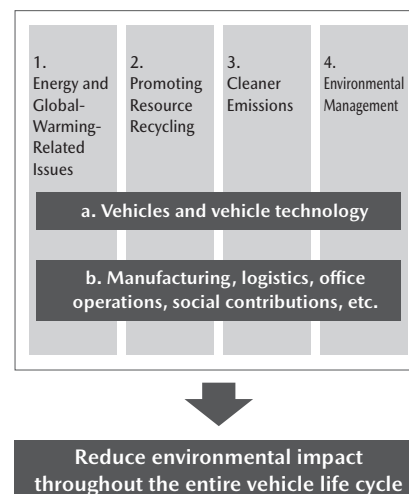 1.
Energy and
Global-
Warming-
Related
Issues
2.
Promoting
Resource
Recycling
3.
Cleaner
Emissions
4.
Environmental
Management
a. Vehicles and vehicle technology
b. Manufacturing, logistics, office
operations, social contributions, etc.
Reduce environmental impact
throughout the entire vehicle life cycle